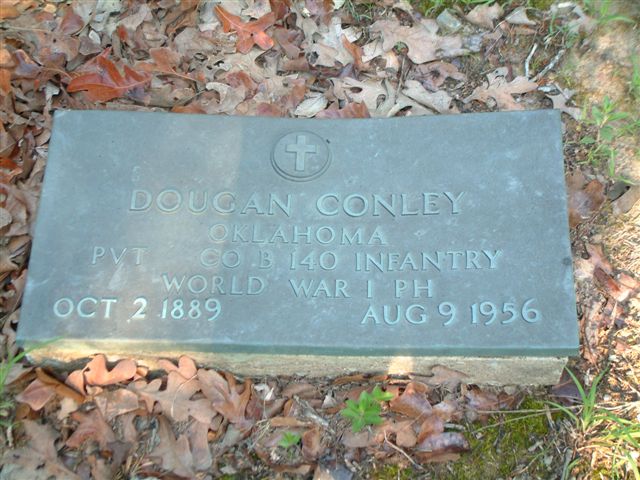 DOUGAN CONLEY
OKLAHOMA
PVT CO B 140 INFANTRY
WORLD WAR I PH
OCT 2 1889 AUG 9 1956